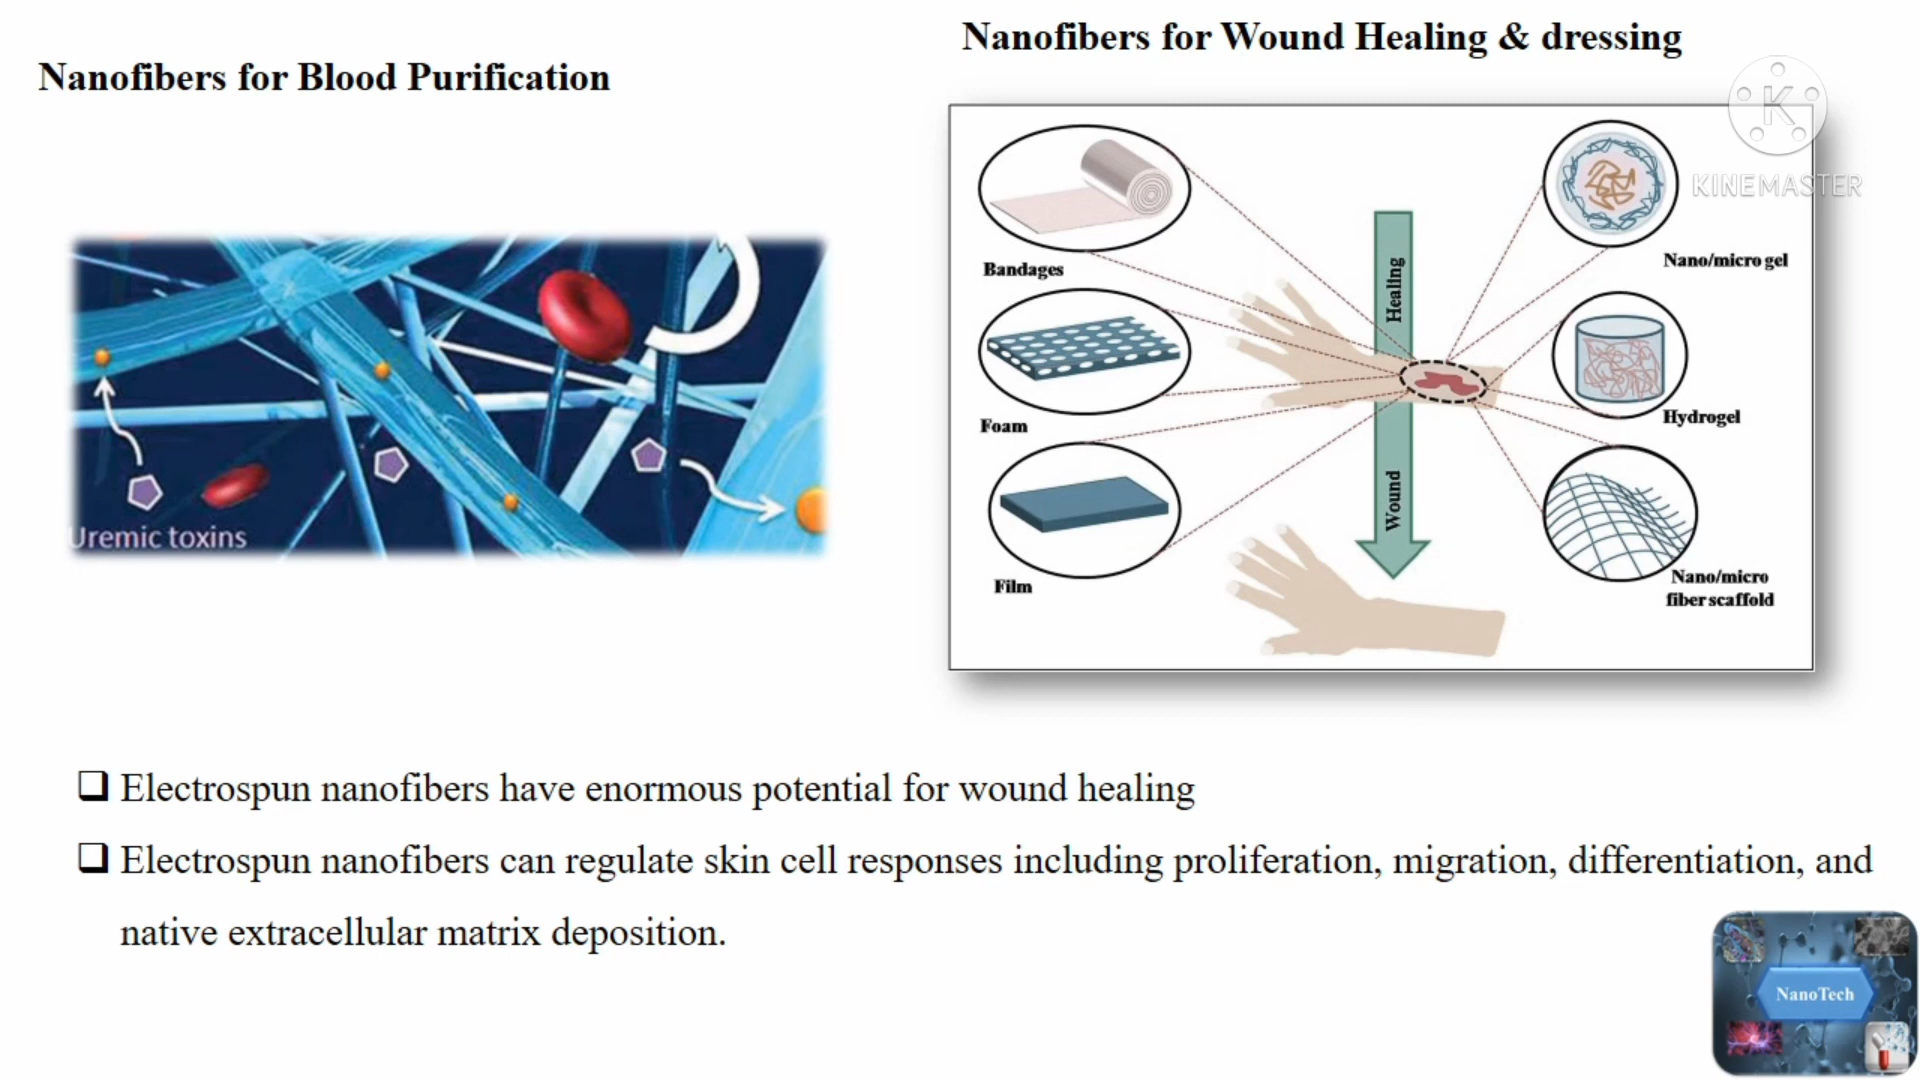 Nanofibers for Wound Healing & dressing
Nanofibers for Blood Purification
K
KINEMASTER
Bandages
Nano/micro gel
Healing
Foam
Hydrogel
Wound
Film
Nano/micro
fiber scaffold
Uremic toxins
❑ Electrospun nanofibers have enormous potential for wound healing
❑ Electrospun nanofibers can regulate skin cell responses including proliferation, migration, differentiation, and
native extracellular matrix deposition.
NanoTech